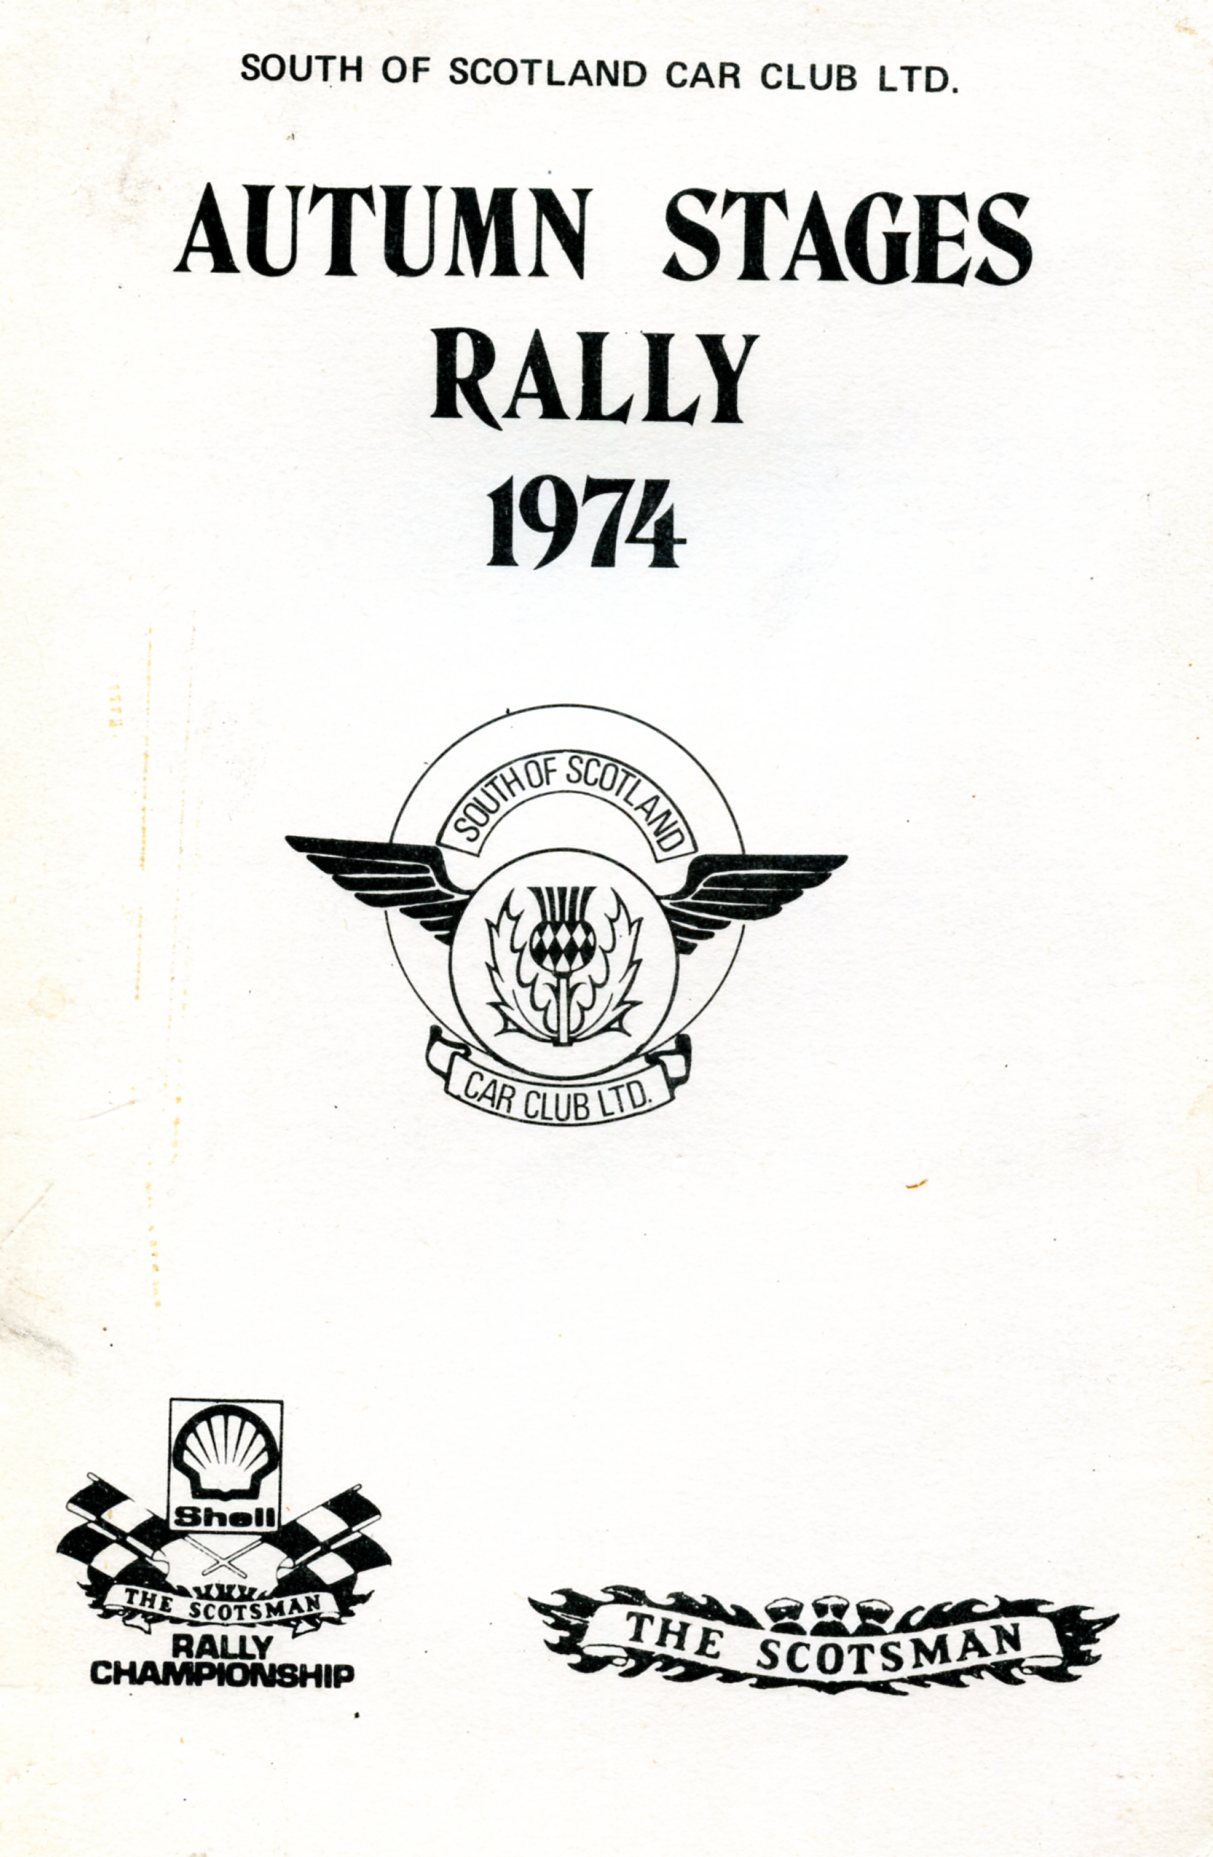 SOUTH OF SCOTLAND CAR CLUB LTD.
AUTUMN STAGES
RALLY
1974
SOUTH OF SCOTLAND
CAR CLUB LTD.
Shell
THE SCOTSMAN
RALLY
CHAMPIONSHIP
THE SCOTSMAN